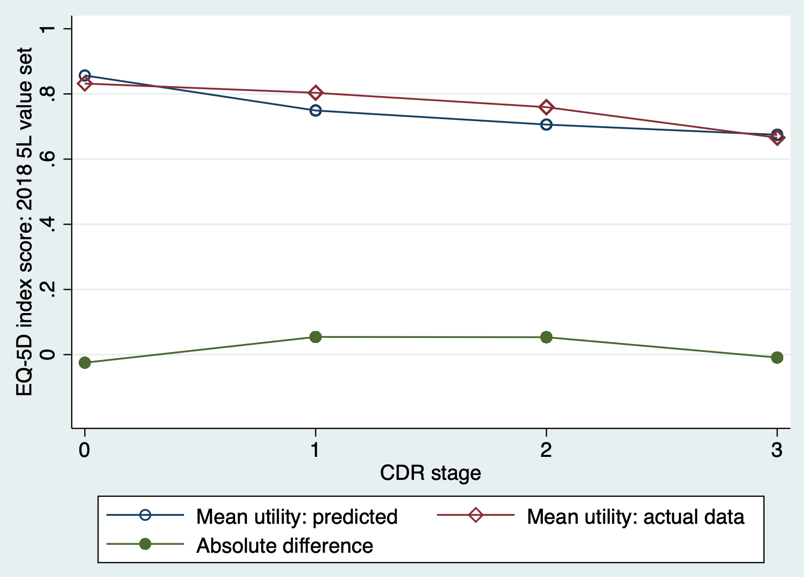 EQ-5D index score: 2018 5L value set
1
.8
.6
.4
.2
0
0 1 2 3
CDR stage
Mean utility: predicted Mean utility: actual data
Absolute difference